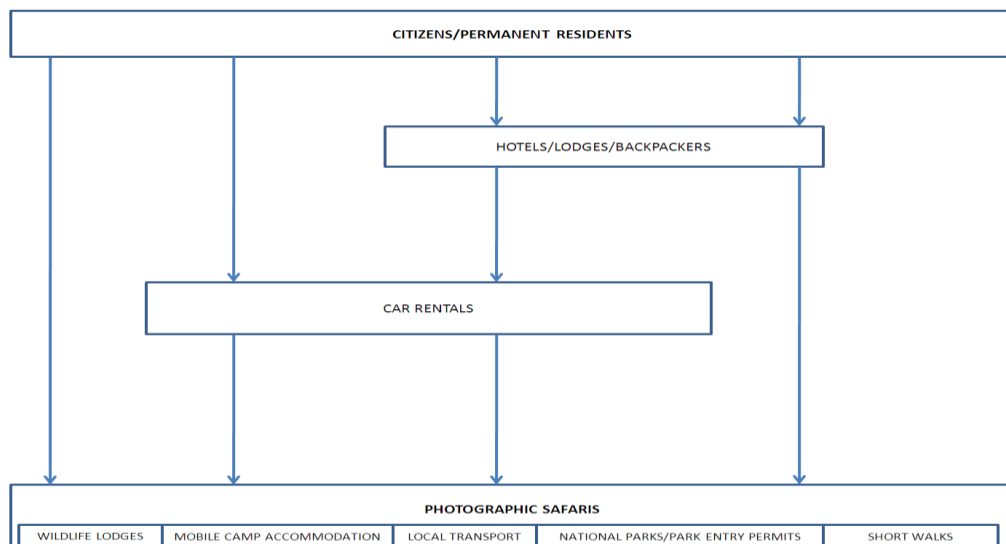 CITIZENS/PERMANENT RESIDENTS
HOTELS/LODGES/BACKPACKERS
CAR RENTALS
PHOTOGRAPHIC SAFARIS
WILDLIFE LODGES
MOBILE CAMP ACCOMMODATION
LOCAL TRANSPORT
NATIONAL PARKS/PARK ENTRY PERMITS
SHORT WALKS